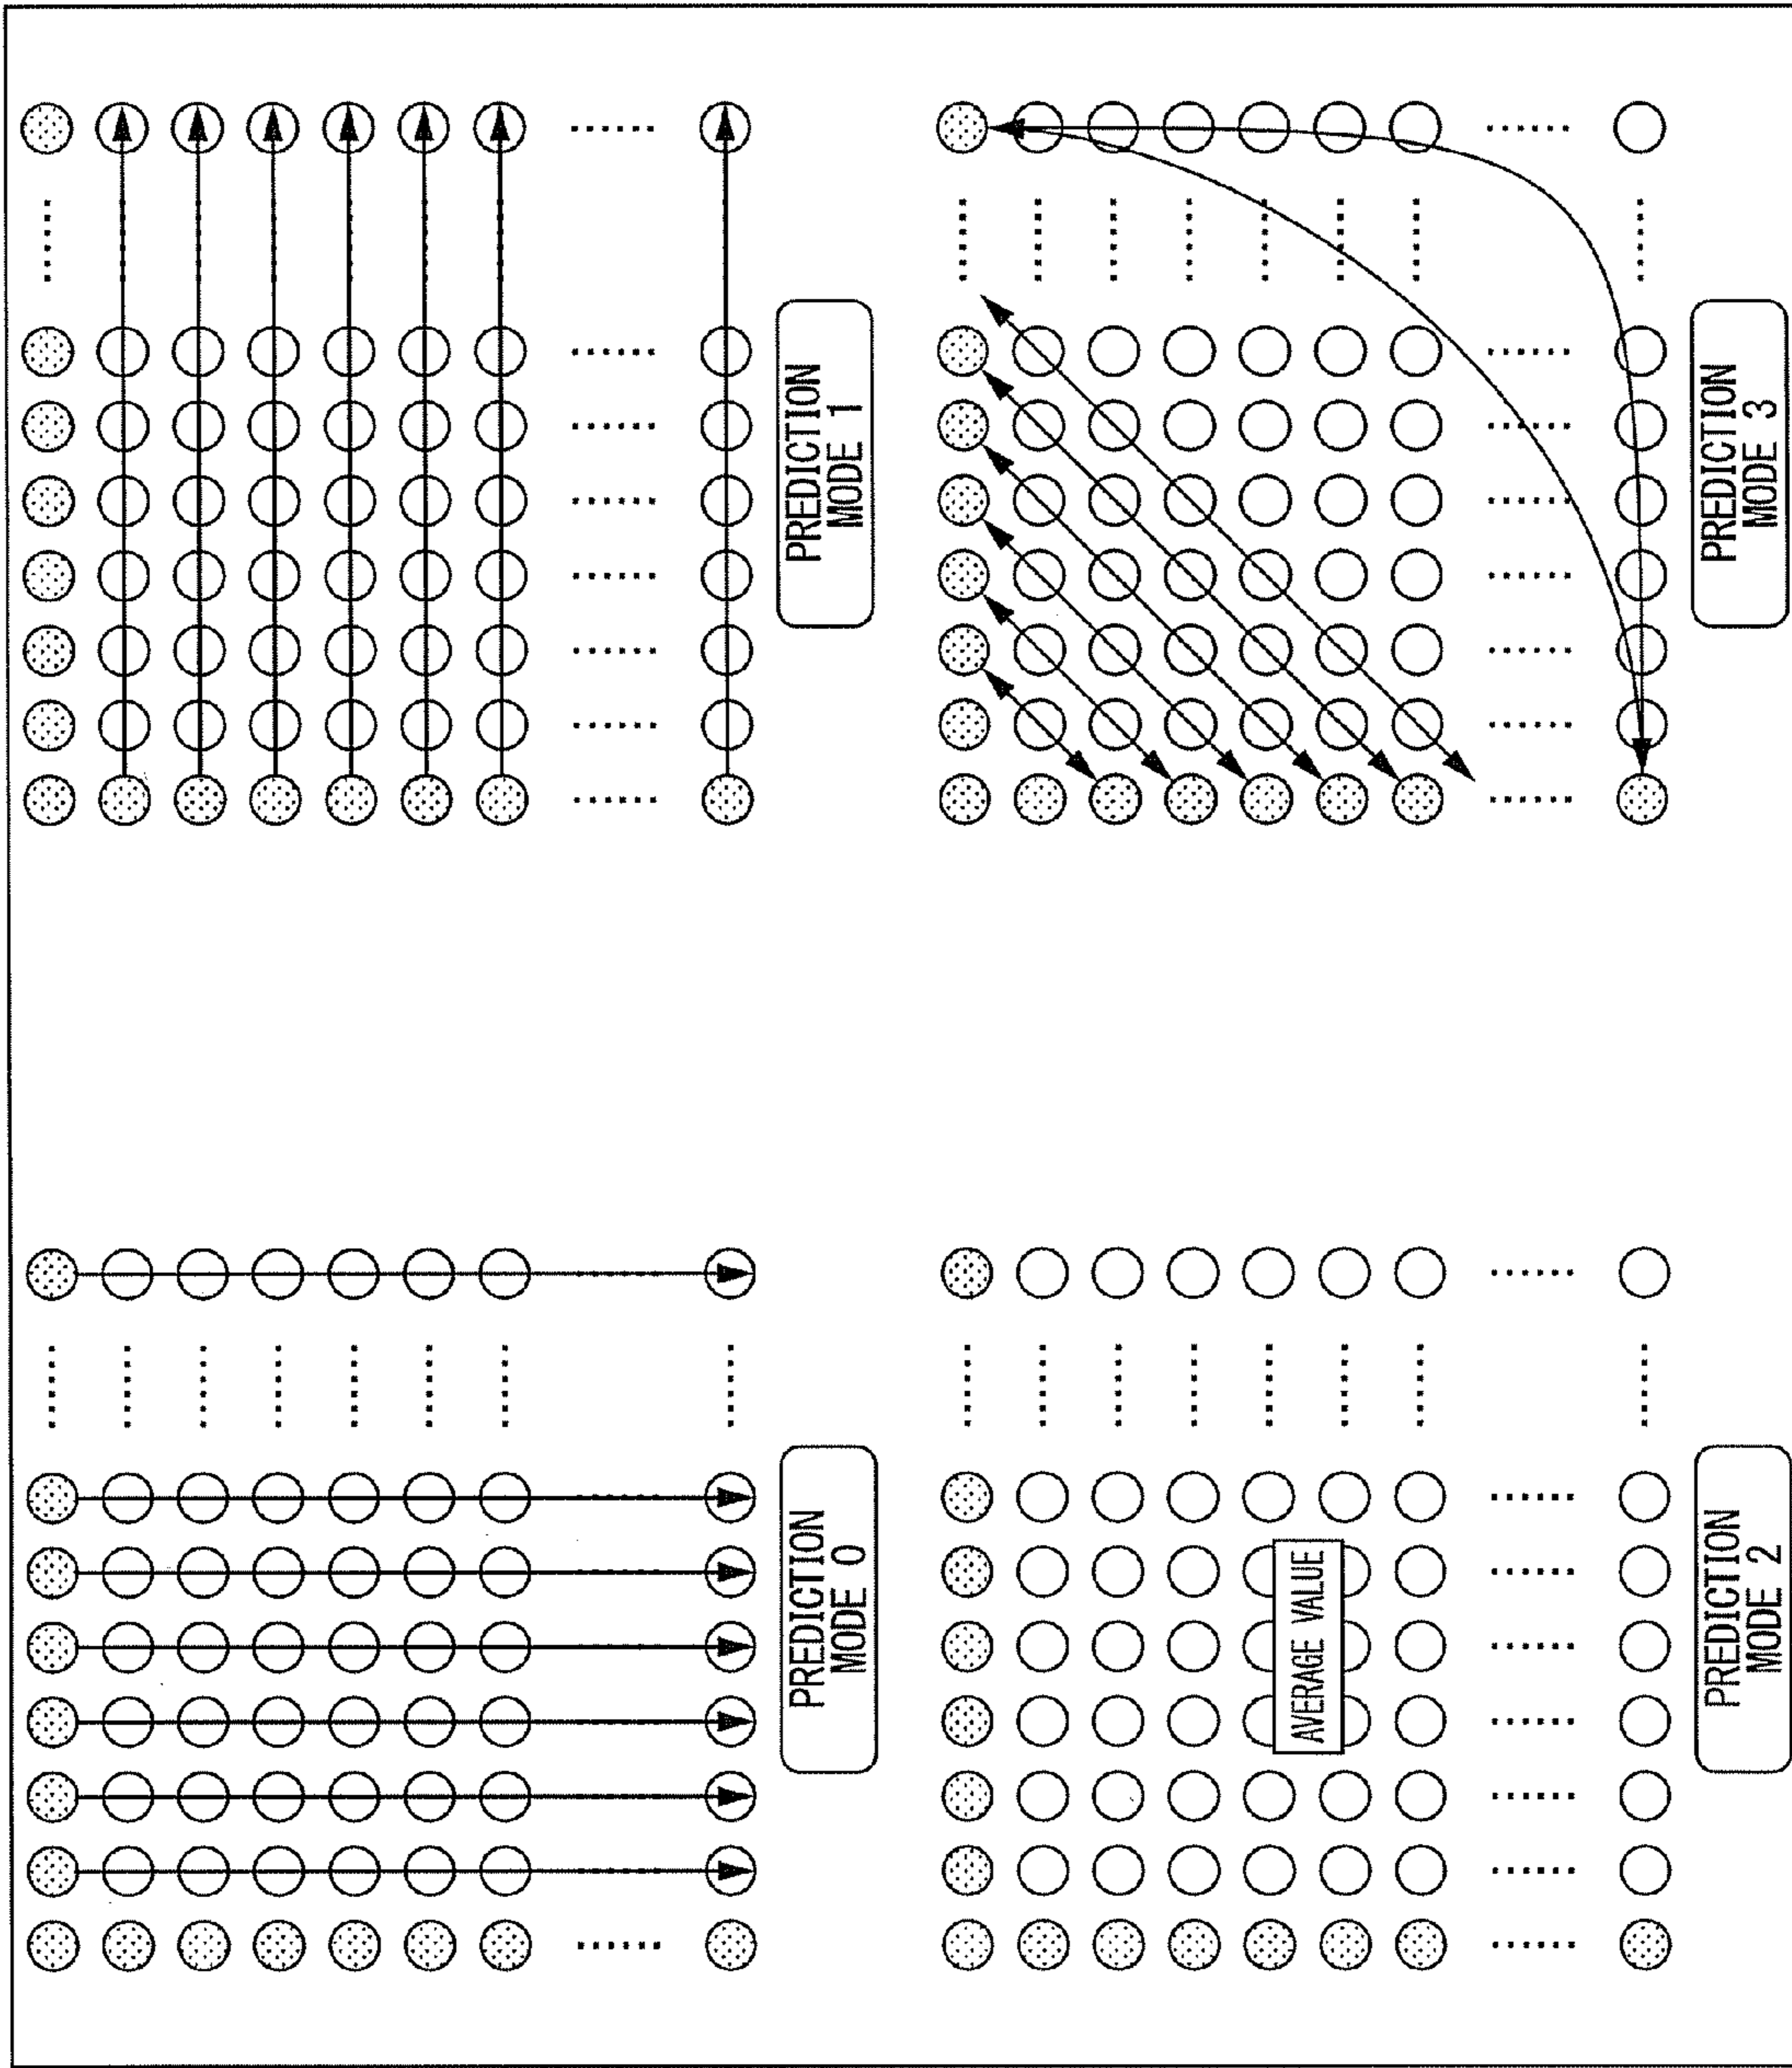 PREDICTION
MODE 0
PREDICTION
MODE 1
AVERAGE VALUE
PREDICTION
MODE 2
PREDICTION
MODE 3